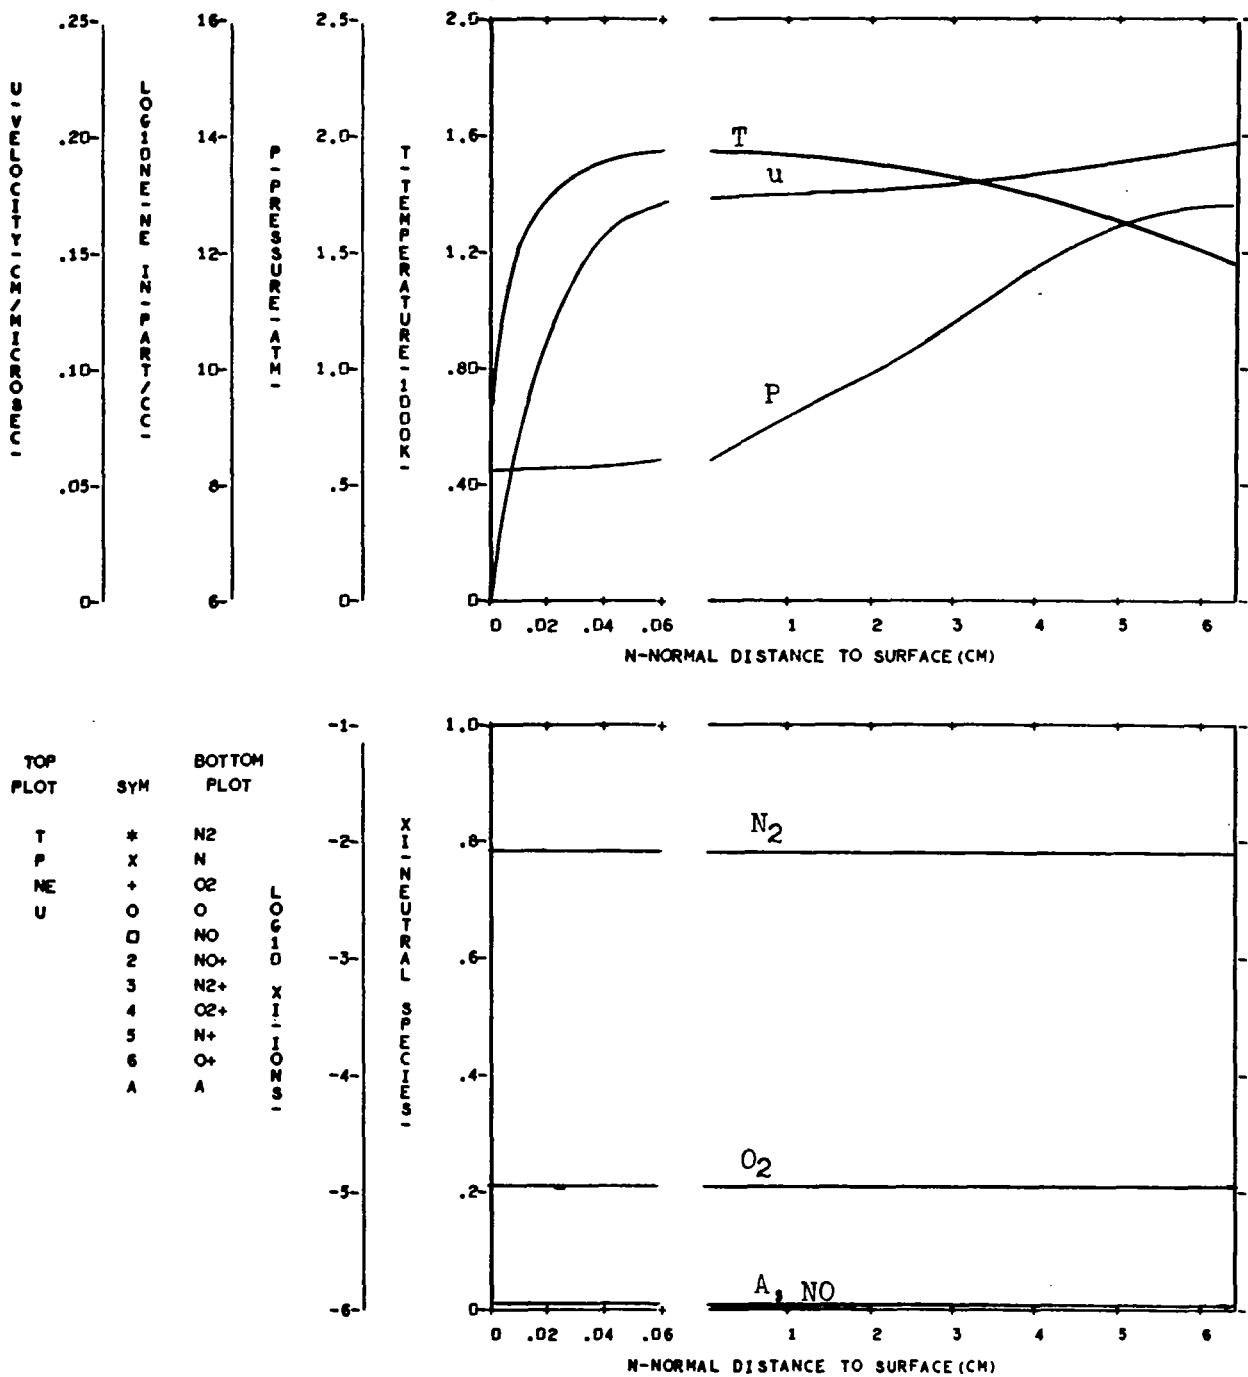 U-VELOCITY-CM/MICROSEC-
.25-
.20-
.15-
.10-
.05-
0-
LOG10NE-NE IN-PART/CC-
16-
14-
12-
10-
8-
6-
P-PRESSURE-ATM-
2.5-
2.0-
1.5-
1.0-
.5-
0-
T-TEMPERATURE-1000K-
2.0
1.6
1.2
.80
.40
0
T
u
P
0 .02 .04 .06 1 2 3 4 5 6
N-NORMAL DISTANCE TO SURFACE(CM)
TOP PLOT SYM BOTTOM PLOT
T * N2
P X N
NE + O2
U O O
□ NO
2 NO+
3 N2+
4 O2+
5 N+
6 O+
A A
LOG10 XI-IONS-
-1-
-2-
-3-
-4-
-5-
-6-
XI-NEUTRAL SPECIES-
1.0
.8
.6
.4
.2
0
N2
O2
A, NO
0 .02 .04 .06 1 2 3 4 5 6
N-NORMAL DISTANCE TO SURFACE(CM)